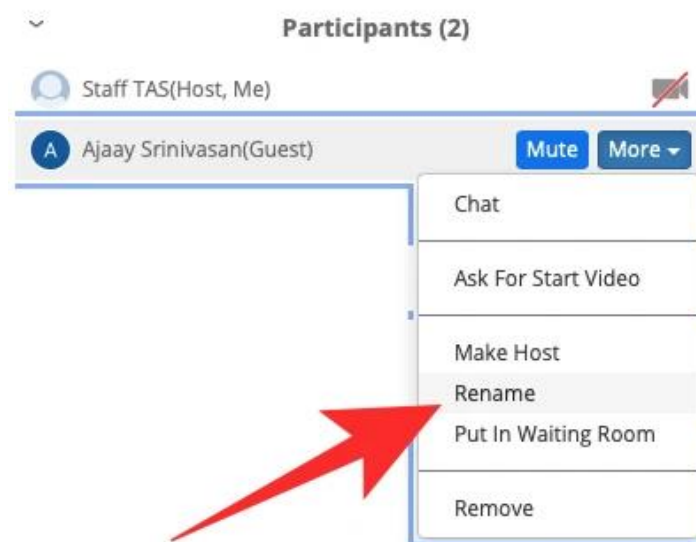 Participants (2)
Staff TAS(Host, Me)
A Ajaay Srinivasan(Guest) Mute More
Chat
Ask For Start Video
Make Host
Rename
Put In Waiting Room
Remove